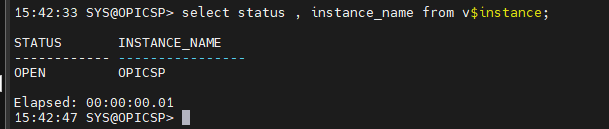 15:42:33 SYS@OPICSP> select status , instance_name from v$instance;
STATUS       INSTANCE_NAME
------------ ----------------
OPEN         OPICSP
Elapsed: 00:00:00.01
15:42:47 SYS@OPICSP>